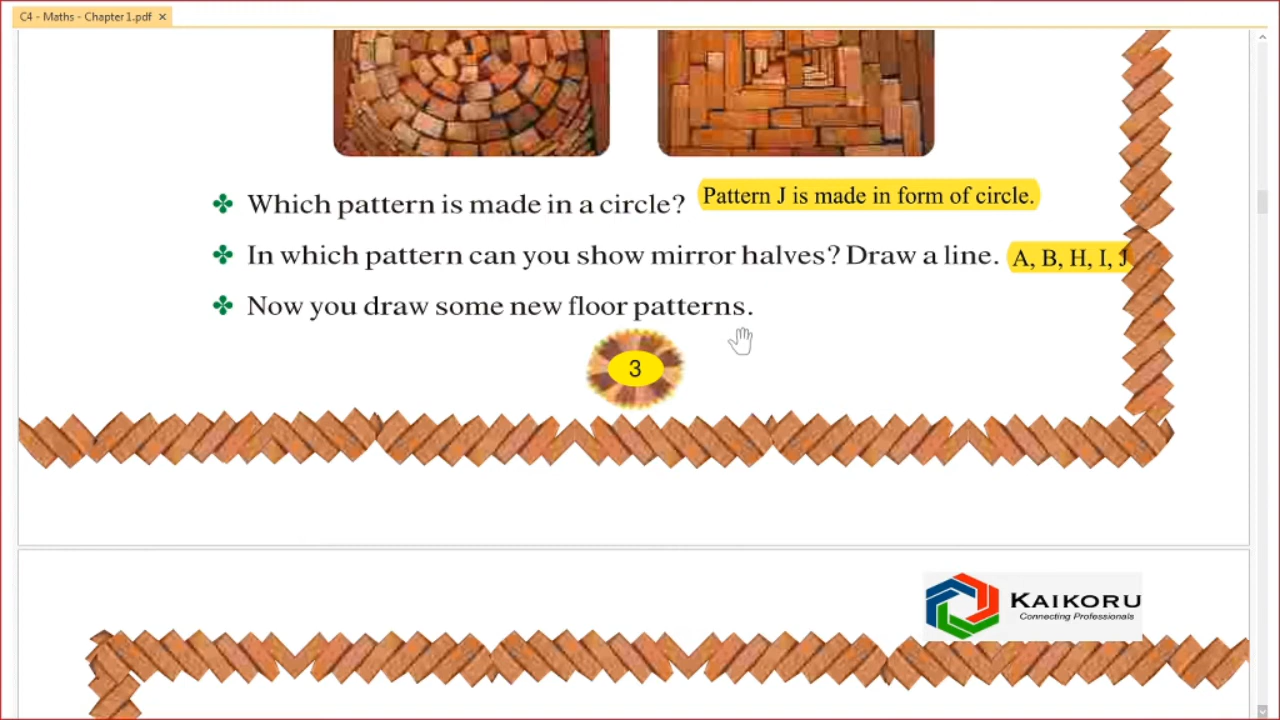 C4 - Maths - Chapter 1.pdf
Which pattern is made in a circle? Pattern J is made in form of circle.
In which pattern can you show mirror halves? Draw a line. A, B, H, I, J
Now you draw some new floor patterns.
3
KAIKORU
Connecting Professionals